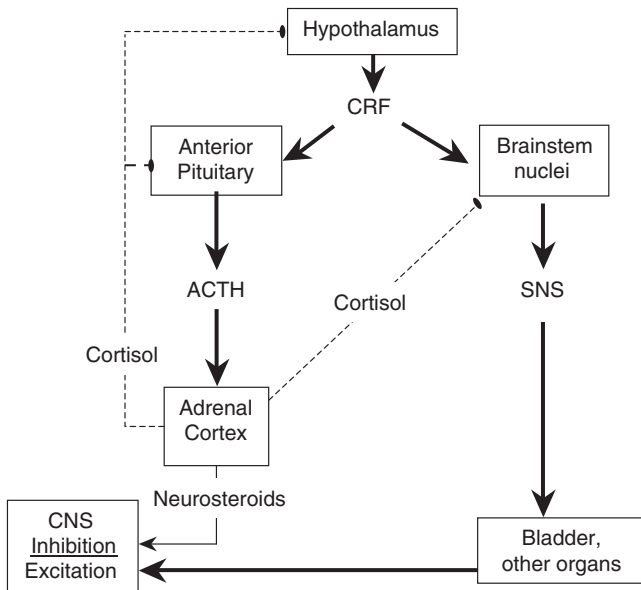 Hypothalamus
CRF
Anterior
Pituitary
Brainstem
nuclei
ACTH
SNS
Cortisol
Cortisol
Adrenal
Cortex
Neurosteroids
CNS
Inhibition
Excitation
Bladder,
other organs